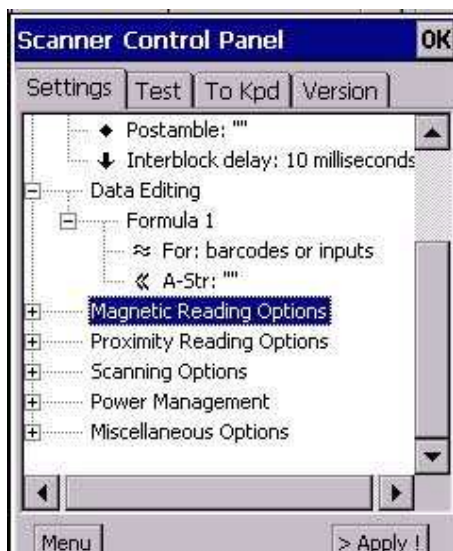 Scanner Control Panel OK
Settings Test To Kpd Version
Postamble: ""
Interblock delay: 10 milliseconds
Data Editing
Formula 1
≈ For: barcodes or inputs
« A-Str: ""
Magnetic Reading Options
Proximity Reading Options
Scanning Options
Power Management
Miscellaneous Options
Menu > Apply !